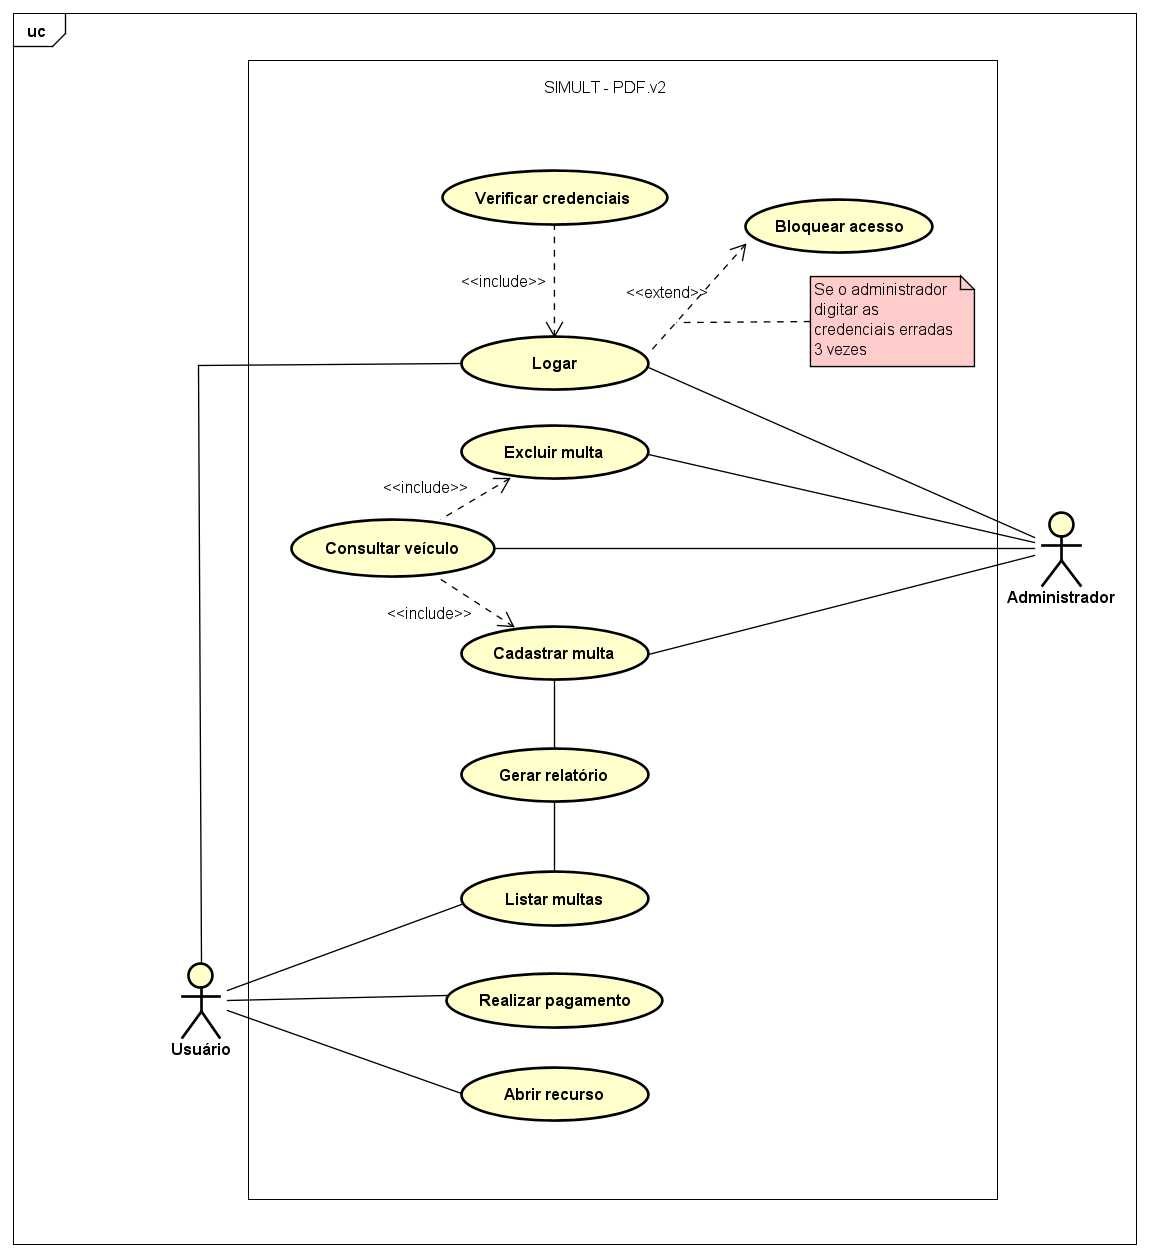 uc
SIMULT - PDF.v2
Verificar credenciais
Bloquear acesso
<<include>>
<<extend>>
Se o administrador
digitar as
credenciais erradas
3 vezes
Logar
Excluir multa
<<include>>
Consultar veículo
Administrador
<<include>>
Cadastrar multa
Gerar relatório
Listar multas
Realizar pagamento
Usuário
Abrir recurso